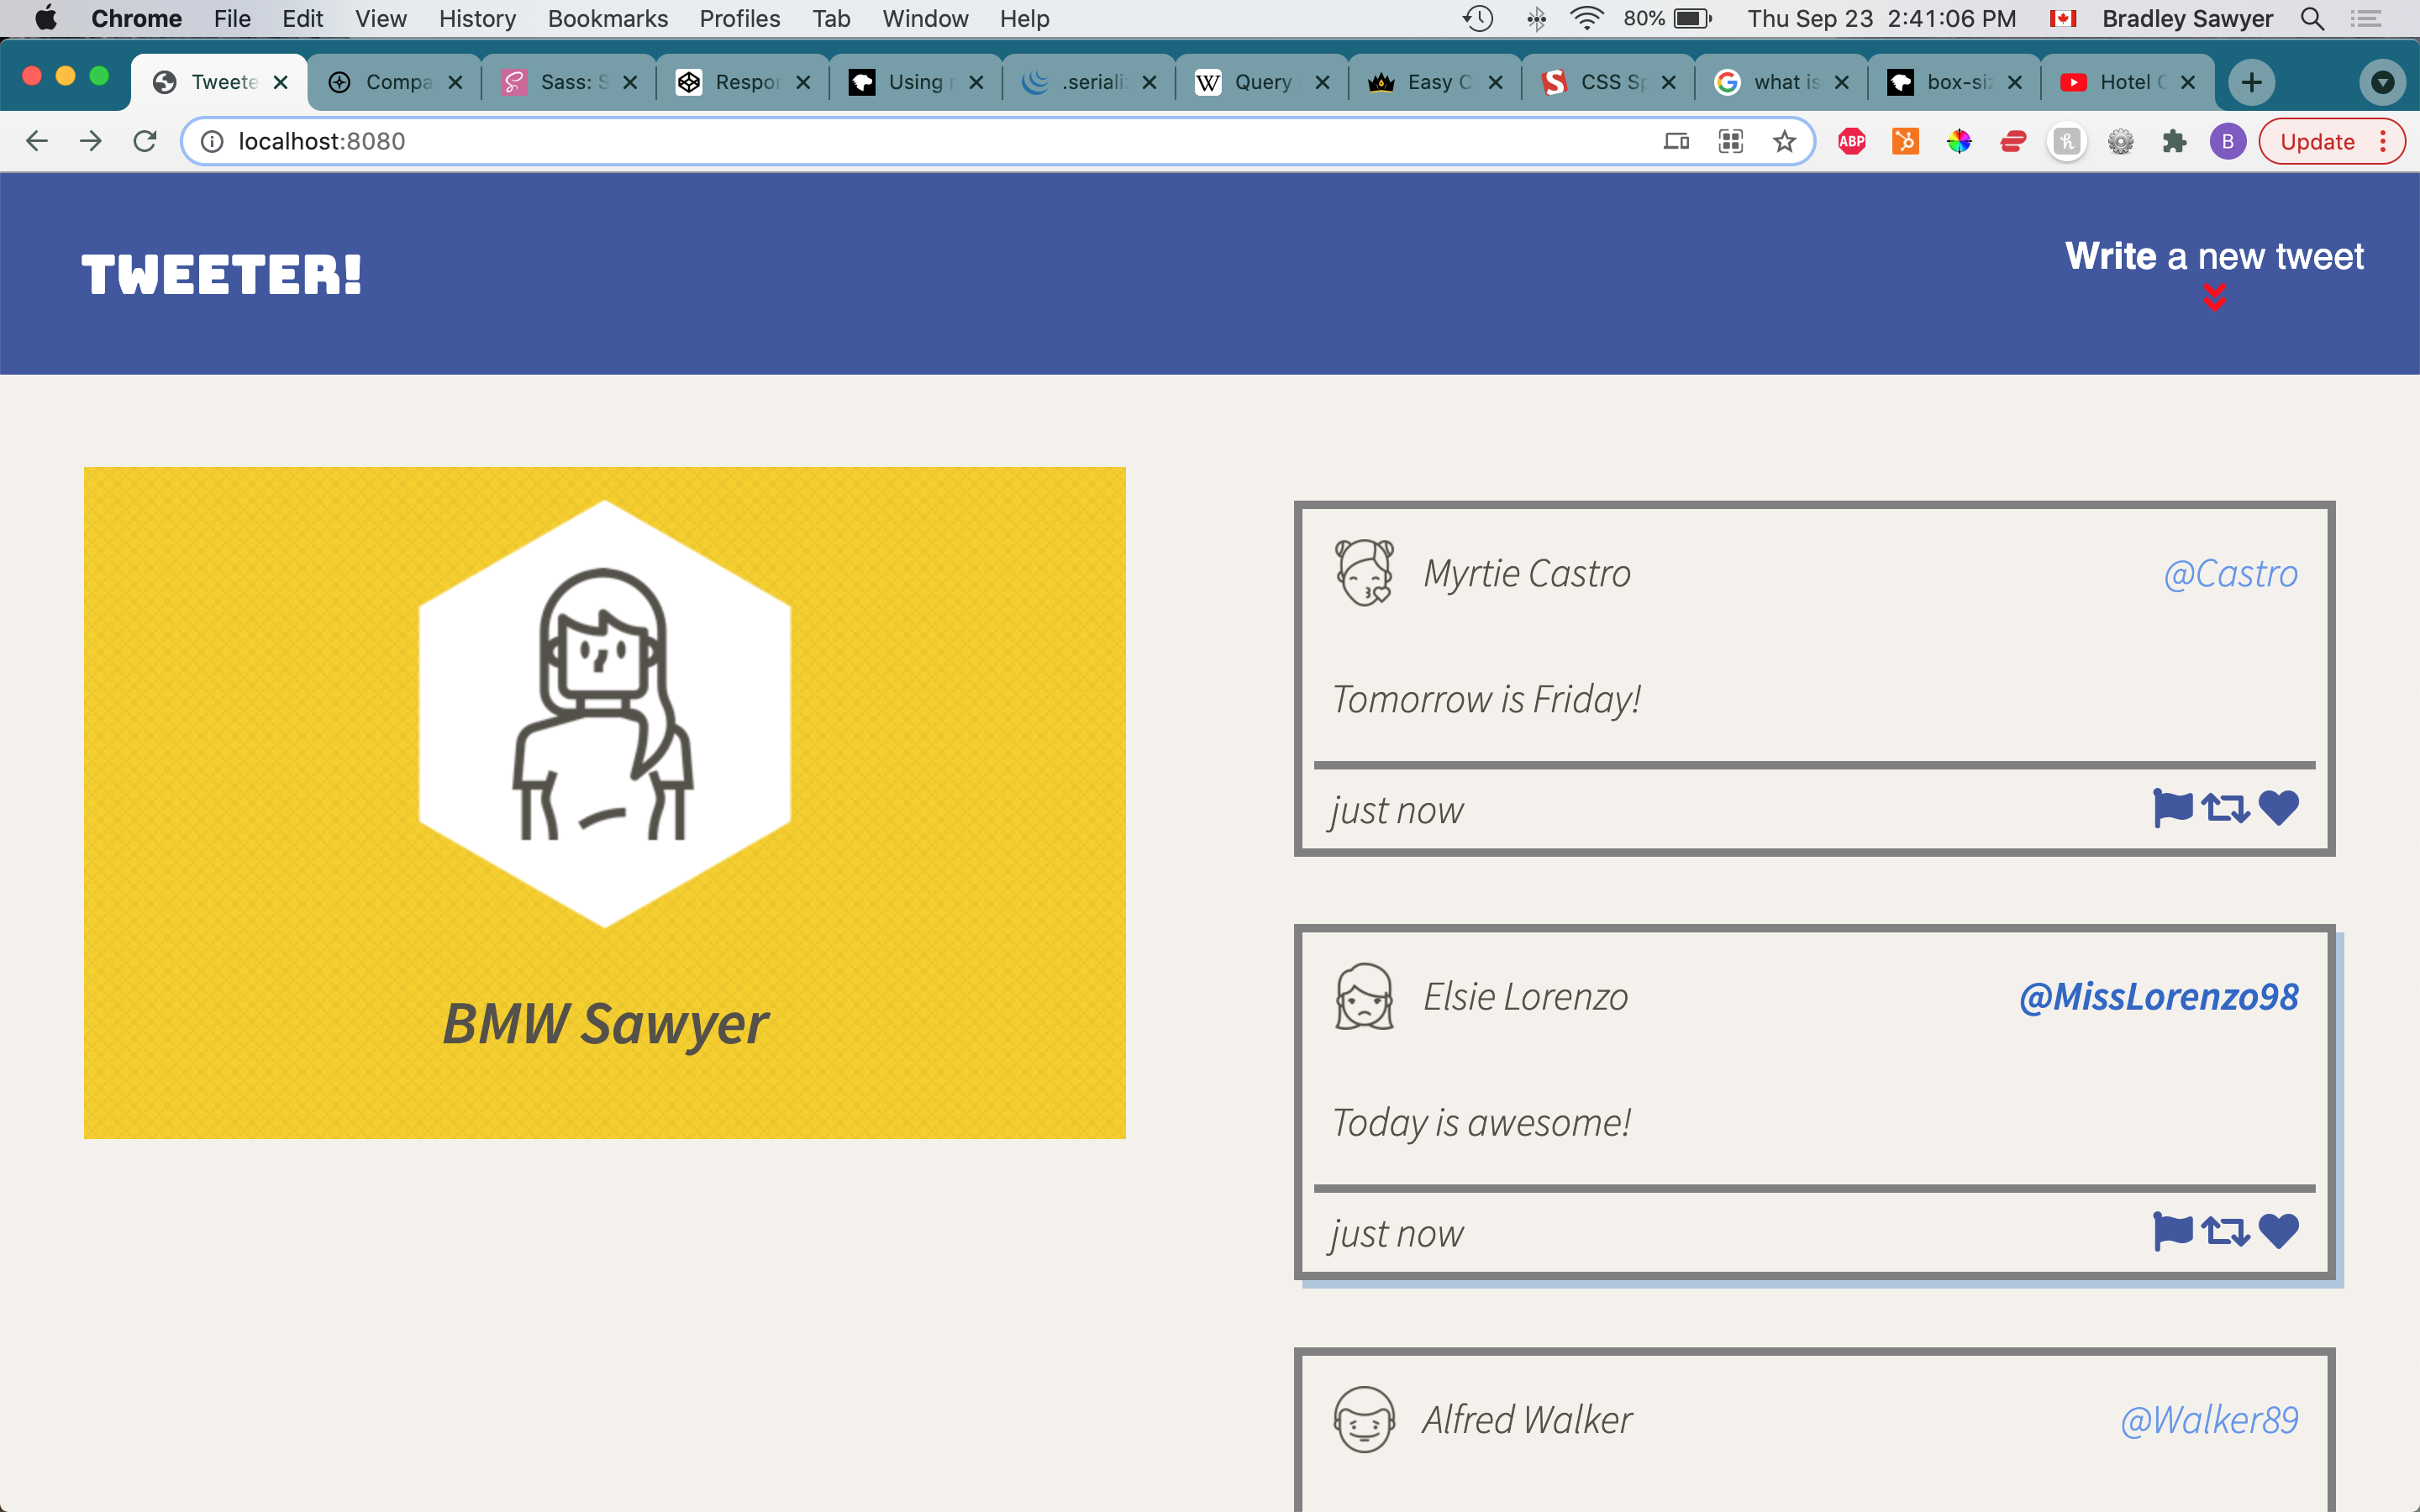 Chrome File Edit View History Bookmarks Profiles Tab Window Help 80% Thu Sep 23 2:41:06 PM Bradley Sawyer
Tweete Compa Sass: S Respor Using .seriali Query Easy C CSS Sp what is box-siz Hotel
localhost:8080 ABP h B Update
TWEETER!
Write a new tweet
BMW Sawyer
Myrtie Castro @Castro
Tomorrow is Friday!
just now
Elsie Lorenzo @MissLorenzo98
Today is awesome!
just now
Alfred Walker @Walker89